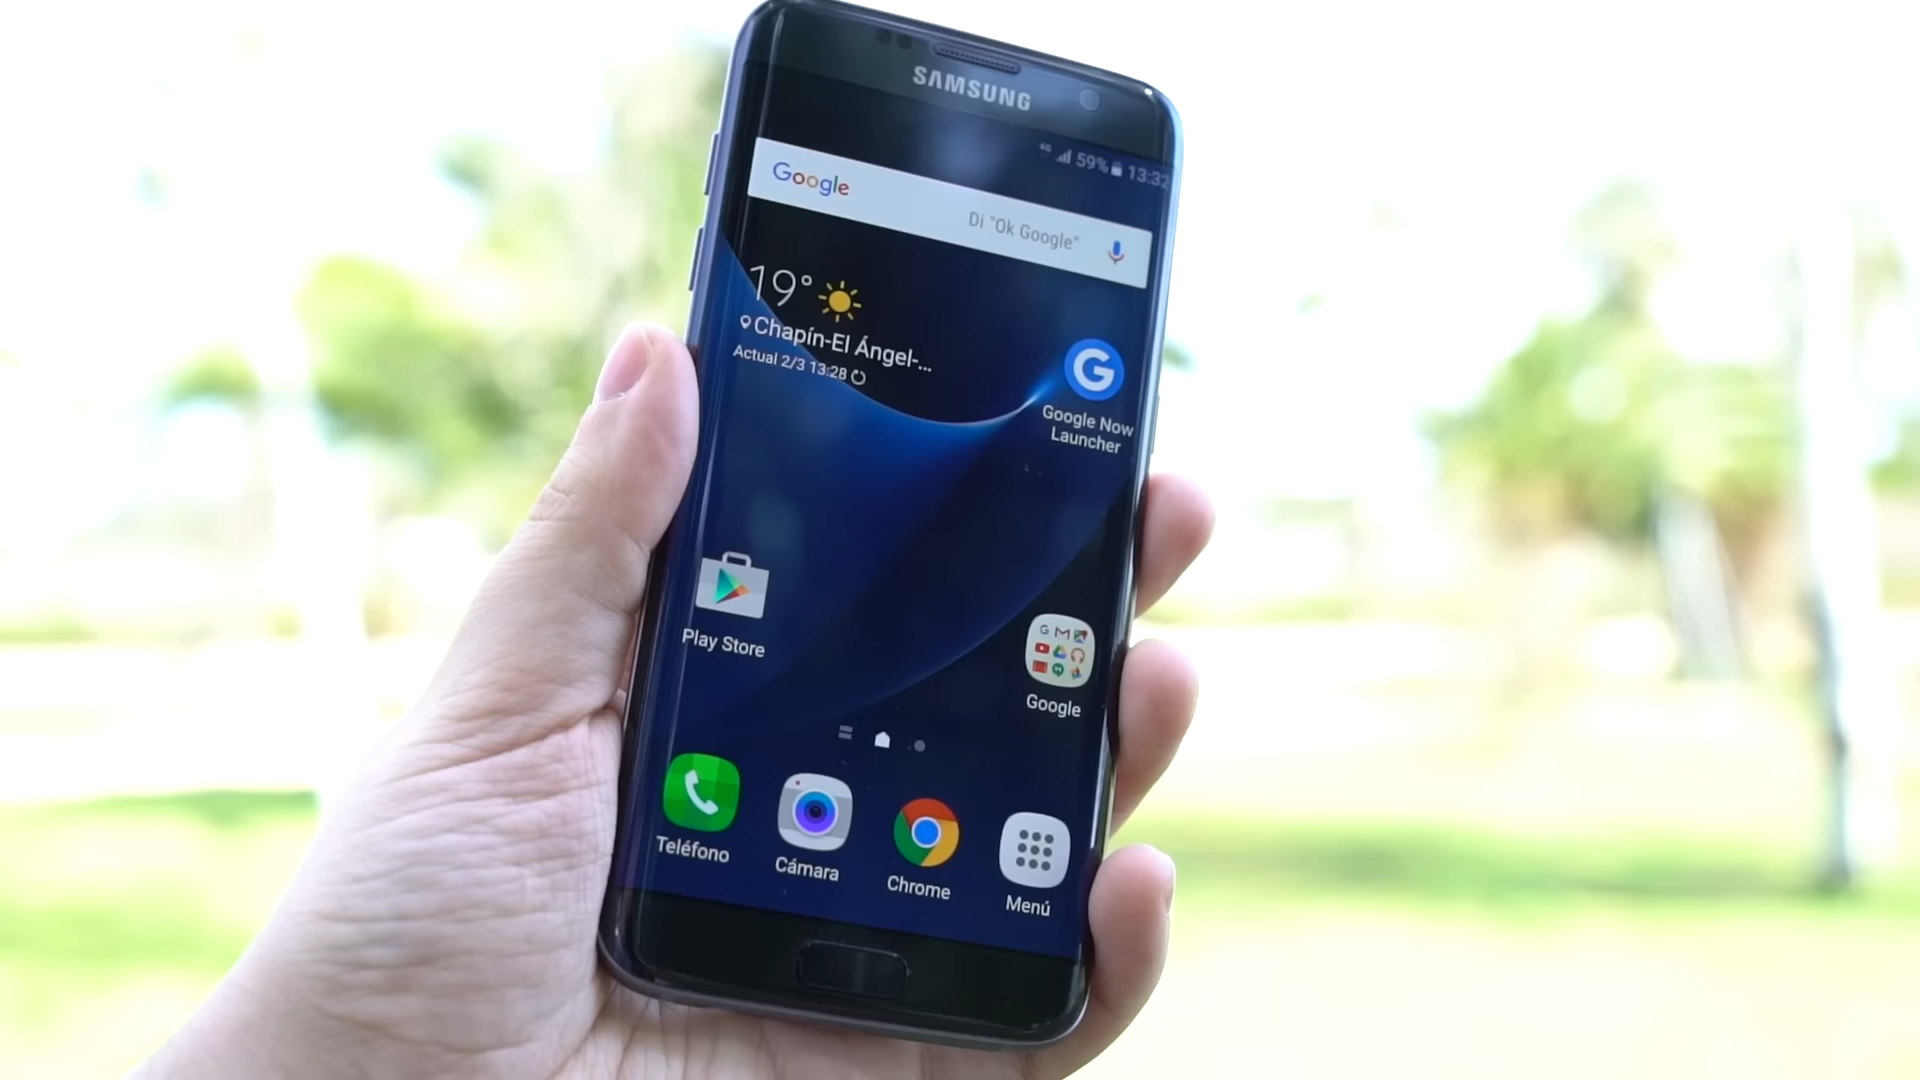 SAMSUNG
4G 59% 13:32
Google
Di "Ok Google"
19°
Chapín-El Ángel-...
Actual 2/3 13:28
Google Now
Launcher
Play Store
Google
Teléfono
Cámara
Chrome
Menú